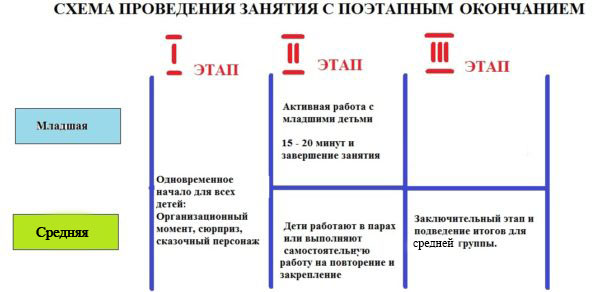 СХЕМА ПРОВЕДЕНИЯ ЗАНЯТИЯ С ПОЭТАПНЫМ ОКОНЧАНИЕМ
I ЭТАП
II ЭТАП
III ЭТАП
Младшая
Активная работа с
младшими детьми
15 - 20 минут и
завершение занятия
Одновременное
начало для всех
детей:
Организационный
момент, сюрприз,
сказочный персонаж
Средняя
Дети работают в парах
или выполняют
самостоятельную
работу на повторение и
закрепление
Заключительный этап и
подведение итогов для
средней группы.